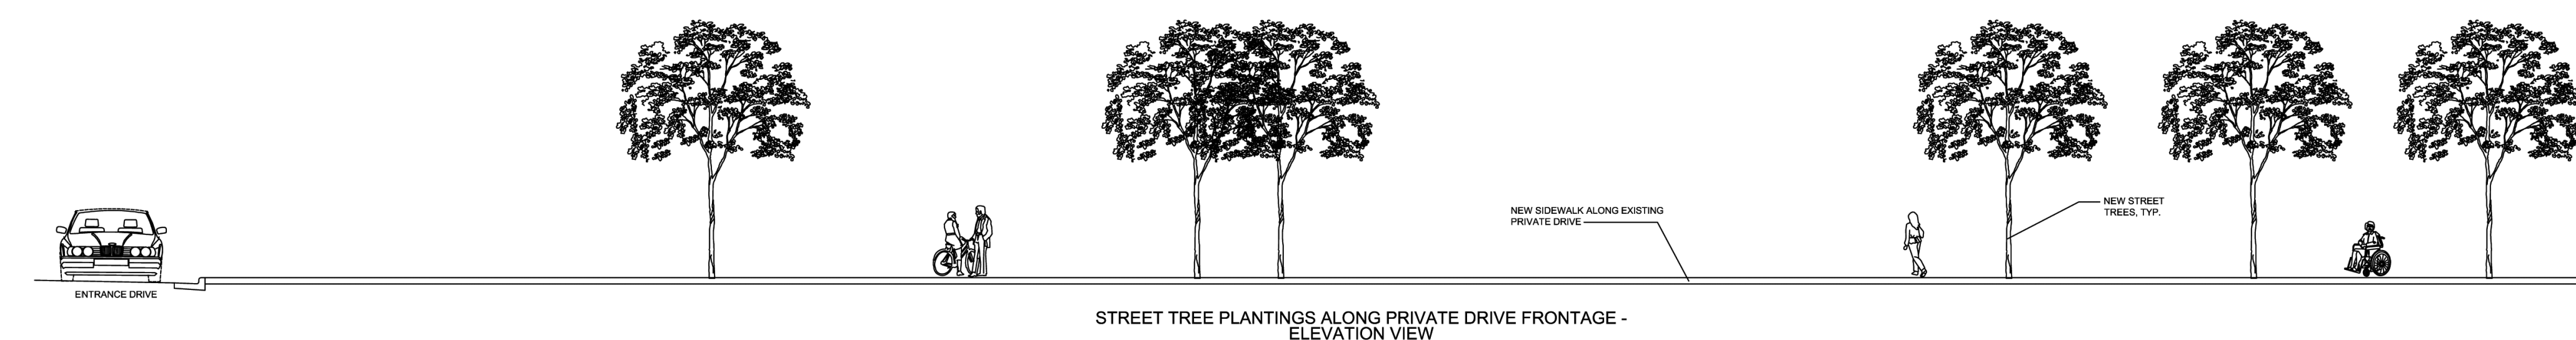 NEW SIDEWALK ALONG EXISTING
PRIVATE DRIVE
NEW STREET
TREES, TYP.
ENTRANCE DRIVE
STREET TREE PLANTINGS ALONG PRIVATE DRIVE FRONTAGE -
ELEVATION VIEW